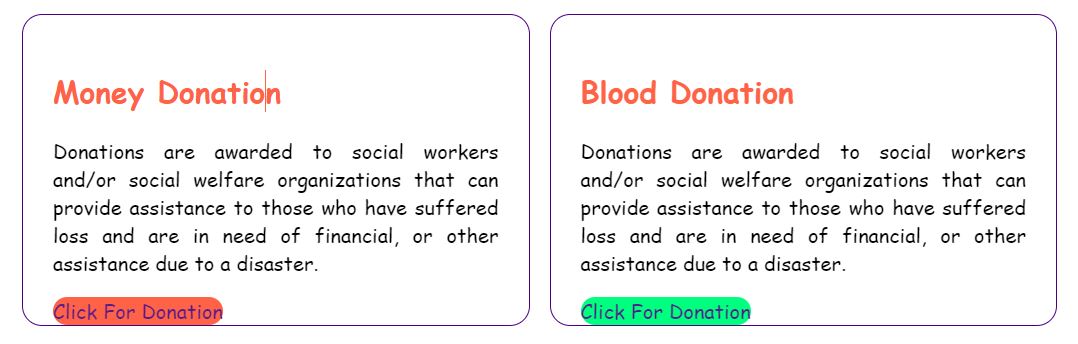 Money Donation
Donations are awarded to social workers
and/or social welfare organizations that can
provide assistance to those who have suffered
loss and are in need of financial, or other
assistance due to a disaster.
Click For Donation
Blood Donation
Donations are awarded to social workers
and/or social welfare organizations that can
provide assistance to those who have suffered
loss and are in need of financial, or other
assistance due to a disaster.
Click For Donation